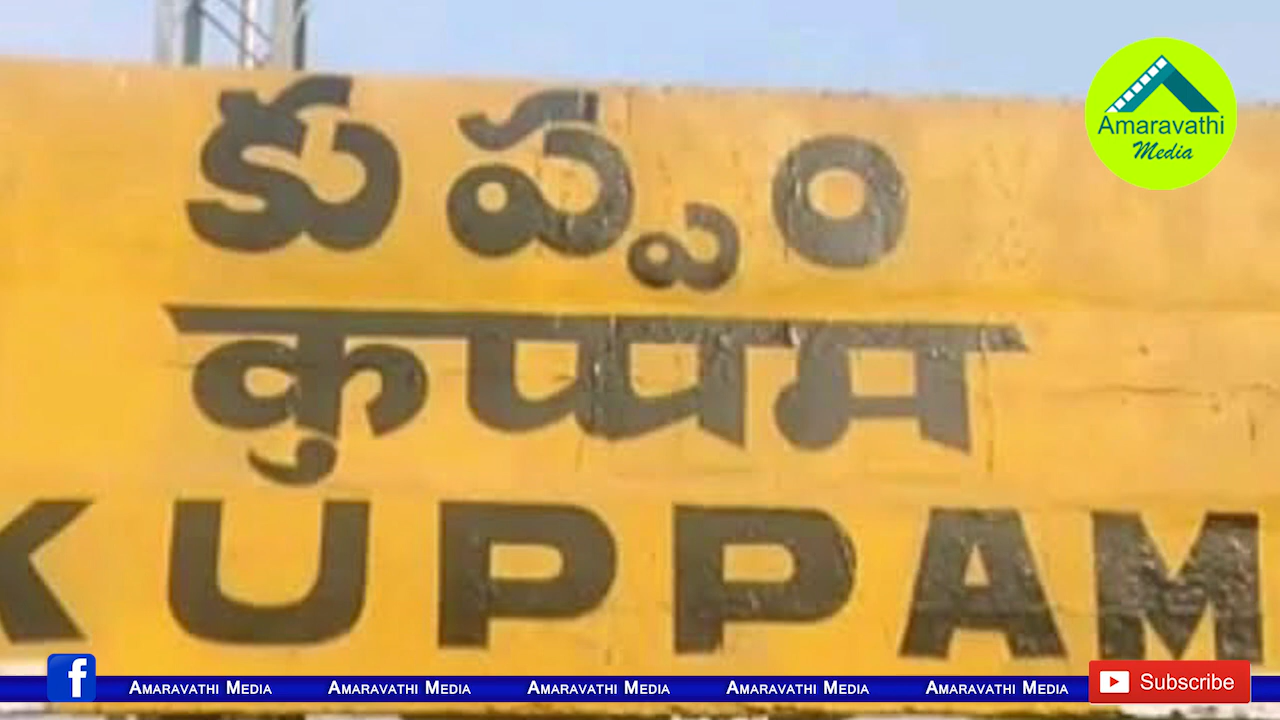 Amaravathi
Media
కుప్పం
कुप्पम
KUPPAM
f AMARAVATHI MEDIA AMARAVATHI MEDIA AMARAVATHI MEDIA AMARAVATHI MEDIA AMARAVATHI MEDIA Subscribe